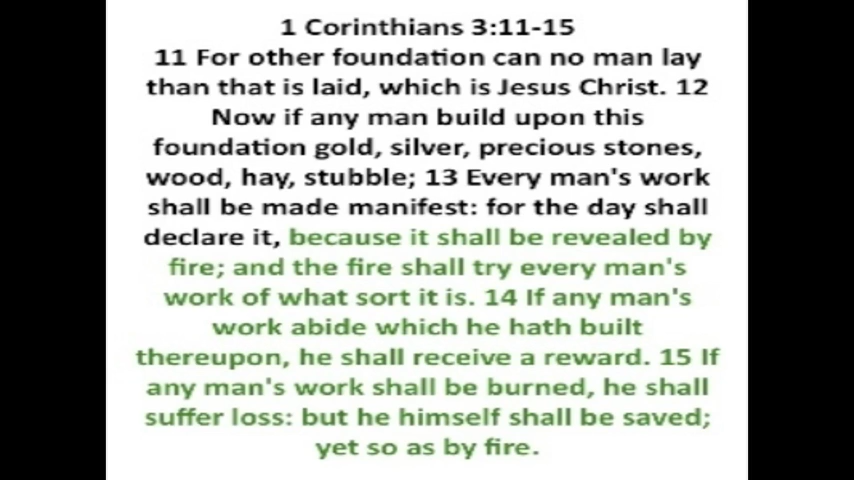 1 Corinthians 3:11-15
11 For other foundation can no man lay
than that is laid, which is Jesus Christ. 12
Now if any man build upon this
foundation gold, silver, precious stones,
wood, hay, stubble; 13 Every man's work
shall be made manifest: for the day shall
declare it, because it shall be revealed by
fire; and the fire shall try every man's
work of what sort it is. 14 If any man's
work abide which he hath built
thereupon, he shall receive a reward. 15 If
any man's work shall be burned, he shall
suffer loss: but he himself shall be saved;
yet so as by fire.